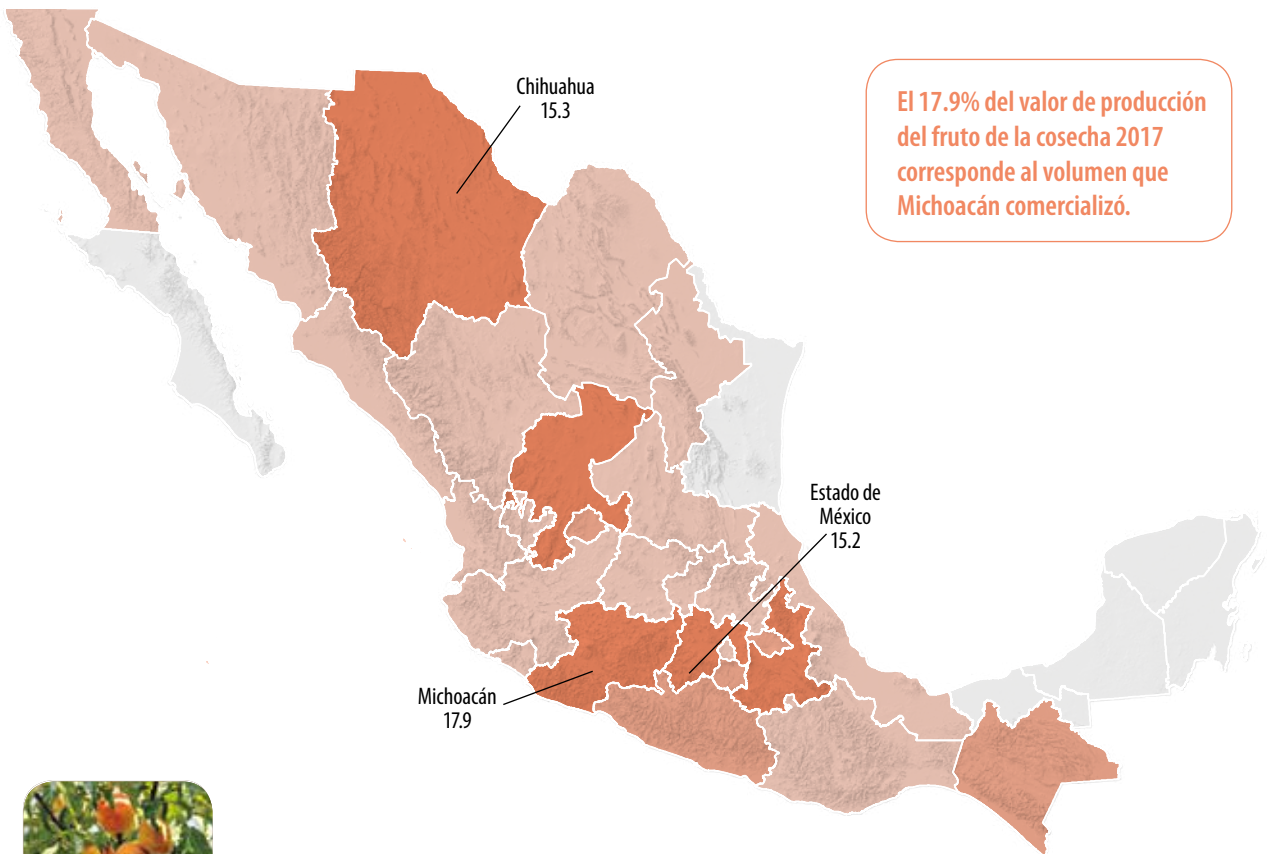 Chihuahua
15.3
El 17.9% del valor de producción
del fruto de la cosecha 2017
corresponde al volumen que
Michoacán comercializó.
Estado de
México
15.2
Michoacán
17.9